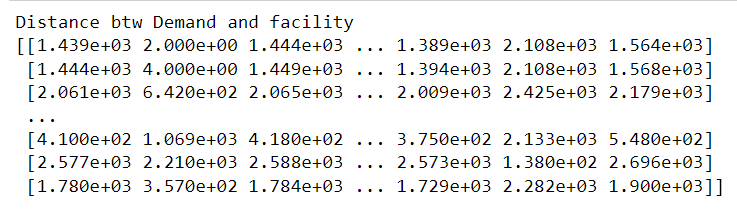 Distance btw Demand and facility
[[1.439e+03 2.000e+00 1.444e+03 ... 1.389e+03 2.108e+03 1.564e+03]
[1.444e+03 4.000e+00 1.449e+03 ... 1.394e+03 2.108e+03 1.568e+03]
[2.061e+03 6.420e+02 2.065e+03 ... 2.009e+03 2.425e+03 2.179e+03]
...
[4.100e+02 1.069e+03 4.180e+02 ... 3.750e+02 2.133e+03 5.480e+02]
[2.577e+03 2.210e+03 2.588e+03 ... 2.573e+03 1.380e+02 2.696e+03]
[1.780e+03 3.570e+02 1.784e+03 ... 1.729e+03 2.282e+03 1.900e+03]]